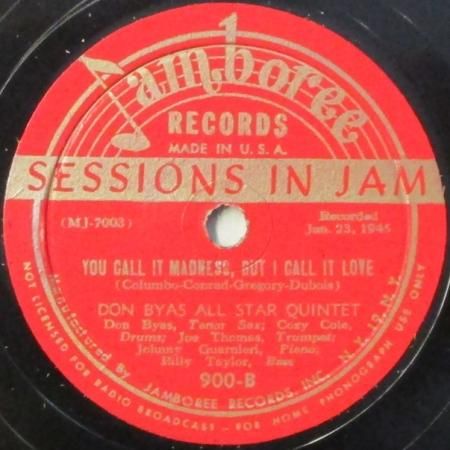 Jamboree
RECORDS
MADE IN U. S. A.
SESSIONS IN JAM
(MJ-7003)
Recorded
Jan. 23, 1945
YOU CALL IT MADNESS, BUT I CALL IT LOVE
(Columbo-Conrad-Gregory-Dubois)
DON BYAS ALL STAR QUINTET
Don Byas, Tenor Sax; Cozy Cole,
Drums; Joe Thomas, Trumpet;
Johnny Guarnieri, Piano;
Billy Taylor, Bass
900-B
Manufactured By JAMBOREE RECORDS, INC., N. Y. 19, N. Y.
NOT LICENSED FOR RADIO BROADCAST - FOR HOME PHONOGRAPH USE ONLY